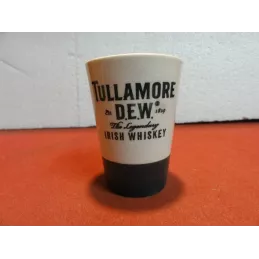 TULLAMORE
D.E.W.®
The Legendary
IRISH WHISKEY